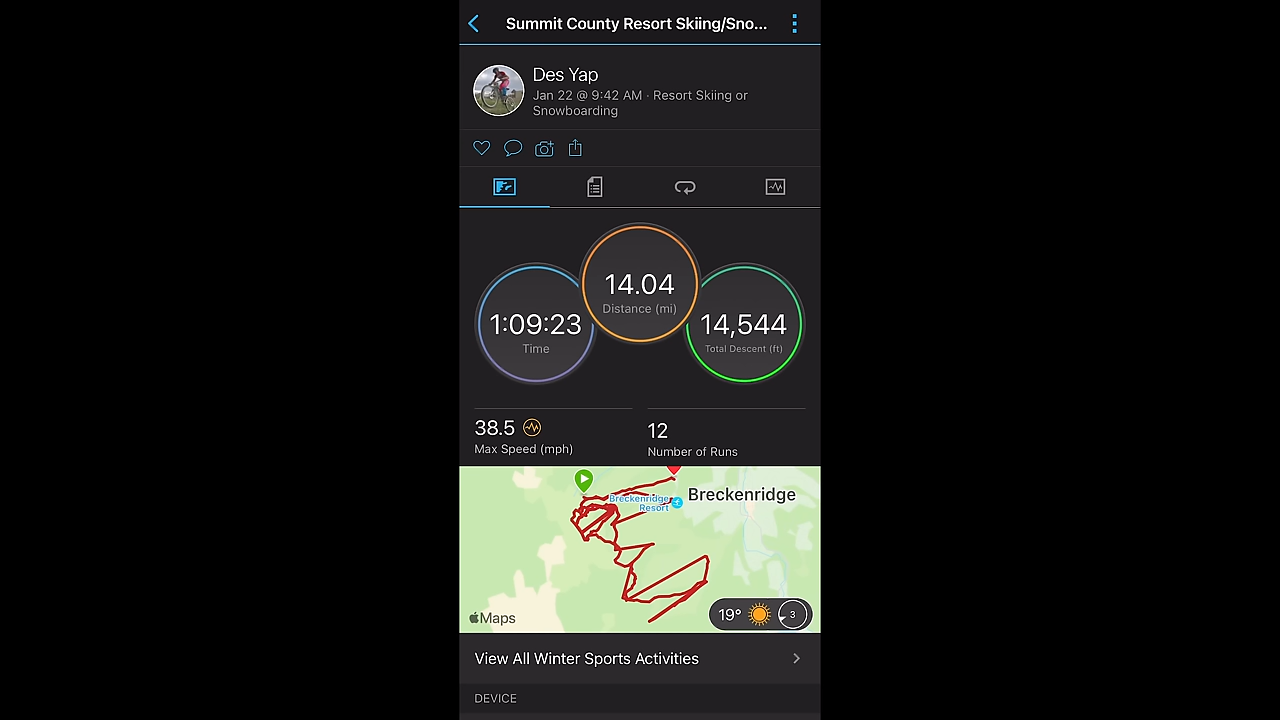 Summit County Resort Skiing/Sno...
Des Yap
Jan 22 @ 9:42 AM · Resort Skiing or
Snowboarding
14.04
Distance (mi)
1:09:23
Time
14,544
Total Descent (ft)
38.5
Max Speed (mph)
12
Number of Runs
Breckenridge
Breckenridge
Resort
Maps
19°
3
View All Winter Sports Activities
DEVICE